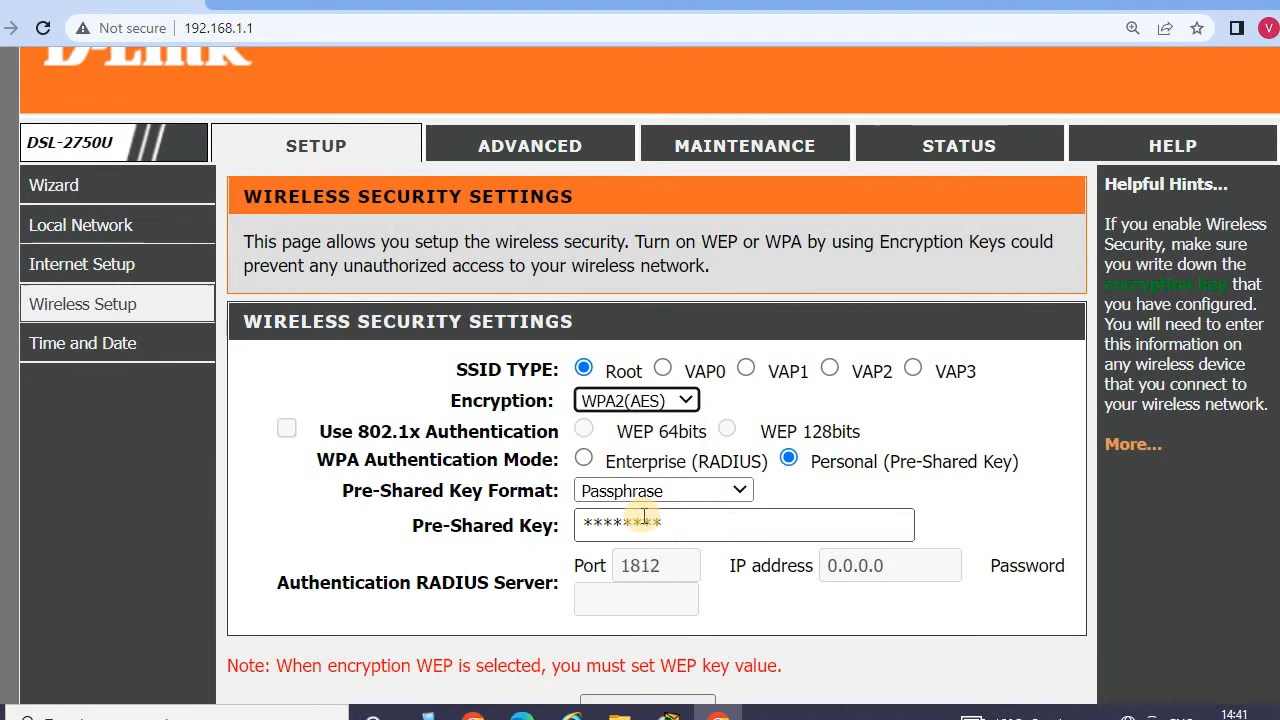 Not secure 192.168.1.1 V
D-Link
DSL-2750U SETUP ADVANCED MAINTENANCE STATUS HELP
Wizard
Local Network
Internet Setup
Wireless Setup
Time and Date
WIRELESS SECURITY SETTINGS
This page allows you setup the wireless security. Turn on WEP or WPA by using Encryption Keys could
prevent any unauthorized access to your wireless network.
WIRELESS SECURITY SETTINGS
SSID TYPE: Root VAP0 VAP1 VAP2 VAP3
Encryption: WPA2(AES)
Use 802.1x Authentication WEP 64bits WEP 128bits
WPA Authentication Mode: Enterprise (RADIUS) Personal (Pre-Shared Key)
Pre-Shared Key Format: Passphrase
Pre-Shared Key: ********
Port 1812 IP address 0.0.0.0 Password
Authentication RADIUS Server:
Note: When encryption WEP is selected, you must set WEP key value.
Helpful Hints...
If you enable Wireless
Security, make sure
you write down the
encryption key that
you have configured.
You will need to enter
this information on
any wireless device
that you connect to
your wireless network.
More...
14:41